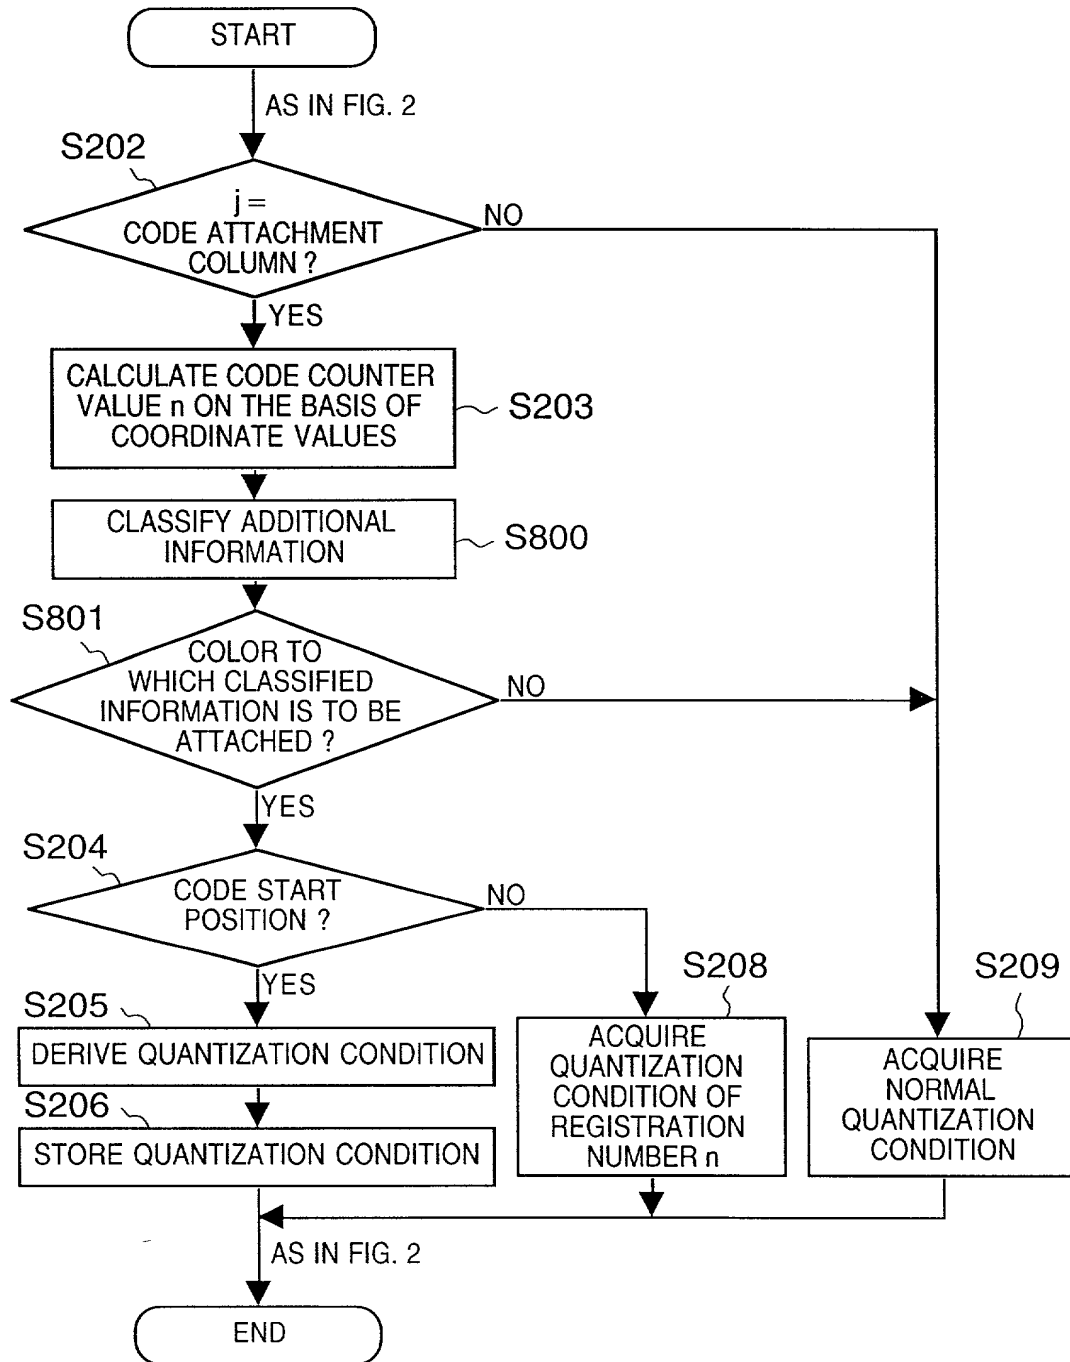 START
AS IN FIG. 2
S202
j =
CODE ATTACHMENT
COLUMN ?
NO
YES
CALCULATE CODE COUNTER
VALUE n ON THE BASIS OF
COORDINATE VALUES
S203
CLASSIFY ADDITIONAL
INFORMATION
S800
S801
COLOR TO
WHICH CLASSIFIED
INFORMATION IS TO BE
ATTACHED ?
NO
YES
S204
CODE START
POSITION ?
NO
YES
S205
DERIVE QUANTIZATION CONDITION
S206
STORE QUANTIZATION CONDITION
S208
ACQUIRE
QUANTIZATION
CONDITION OF
REGISTRATION
NUMBER n
S209
ACQUIRE
NORMAL
QUANTIZATION
CONDITION
AS IN FIG. 2
END